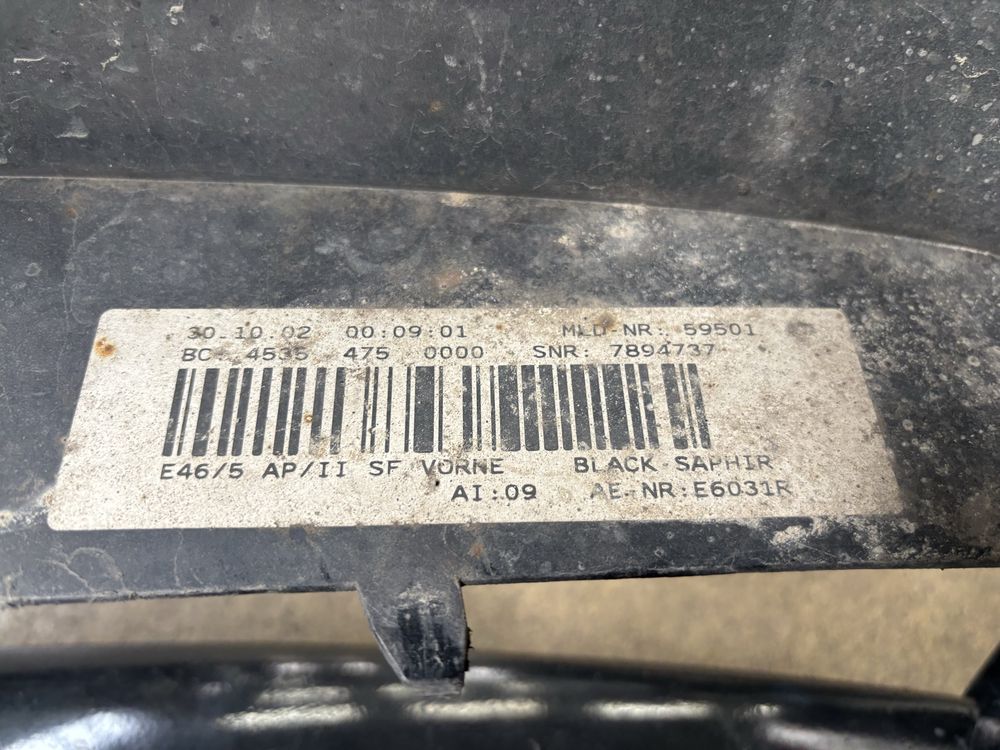 30.10.02 00:09:01 MLD-NR: 59501
BC: 4535 475 0000 SNR: 7894737
E46/5 AP/II SF VORNE BLACK SAPHIR
AI:09 AE-NR:E6031R